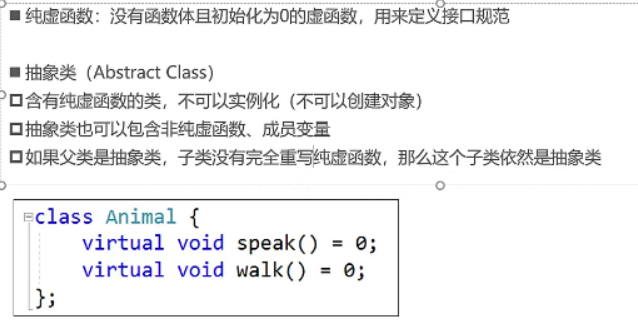 ■纯虚函数：没有函数体且初始化为0的虚函数，用来定义接口规范
■抽象类（Abstract Class）
□含有纯虚函数的类，不可以实例化（不可以创建对象）
□抽象类也可以包含非纯虚函数、成员变量
□如果父类是抽象类，子类没有完全重写纯虚函数，那么这个子类依然是抽象类
class Animal {
    virtual void speak() = 0;
    virtual void walk() = 0;
};